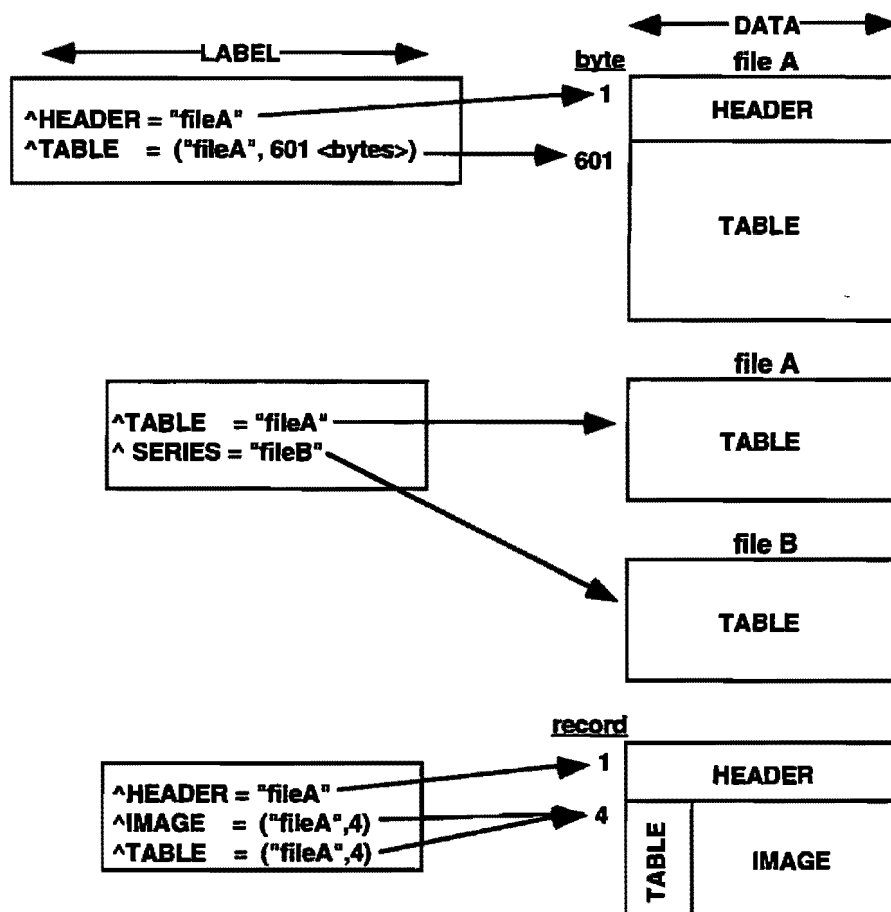 LABEL
DATA
byte
file A
^HEADER = "fileA"
^TABLE = ("fileA", 601 <bytes>)
1
601
HEADER
TABLE
^TABLE = "fileA"
^ SERIES = "fileB"
file A
TABLE
file B
TABLE
record
^HEADER = "fileA"
^IMAGE = ("fileA",4)
^TABLE = ("fileA",4)
1
4
HEADER
TABLE
IMAGE